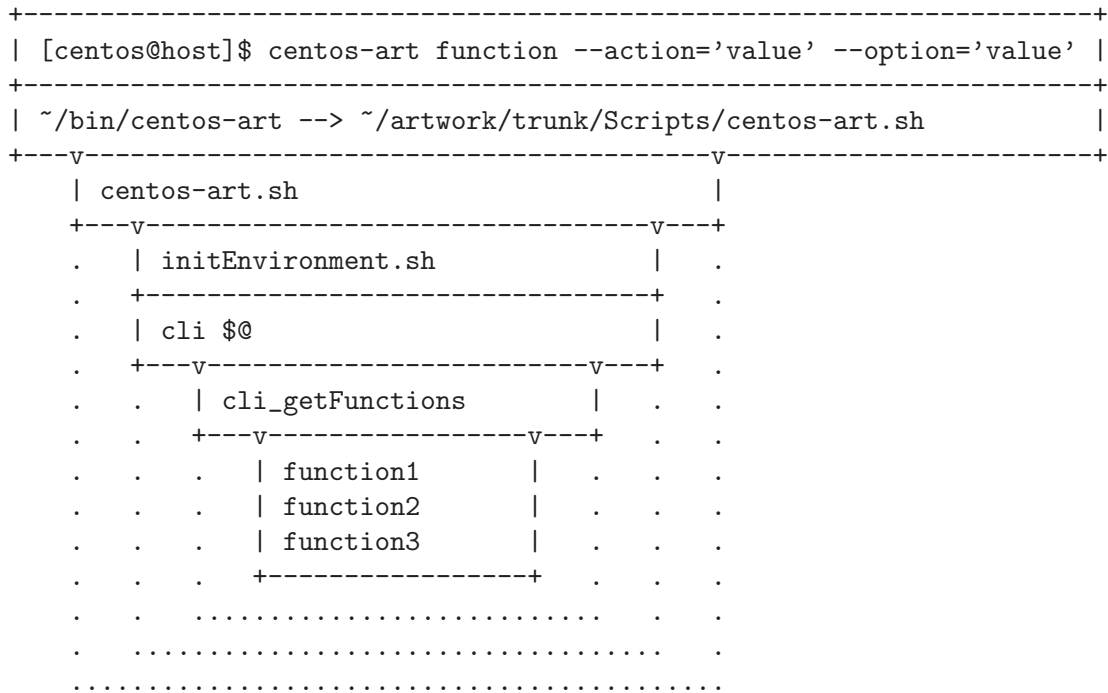 +----------------------------------------------------------------------+
| [centos@host]$ centos-art function --action=’value’ --option=’value’ |
+----------------------------------------------------------------------+
| ~/bin/centos-art --> ~/artwork/trunk/Scripts/centos-art.sh           |
+---v-----------------------------------------v------------------------+
    | centos-art.sh                           |
    +---v---------------------------------v---+
    .   | initEnvironment.sh              |   .
    .   +---------------------------------+   .
    .   | cli $@                          |   .
    .   +---v-------------------------v---+   .
    .   .   | cli_getFunctions        |   .   .
    .   .   +---v-----------------v---+   .   .
    .   .   .   | function1       |   .   .   .
    .   .   .   | function2       |   .   .   .
    .   .   .   | function3       |   .   .   .
    .   .   .   +-----------------+   .   .   .
    .   .   ...........................   .   .
    .   ...................................   .
    ...........................................